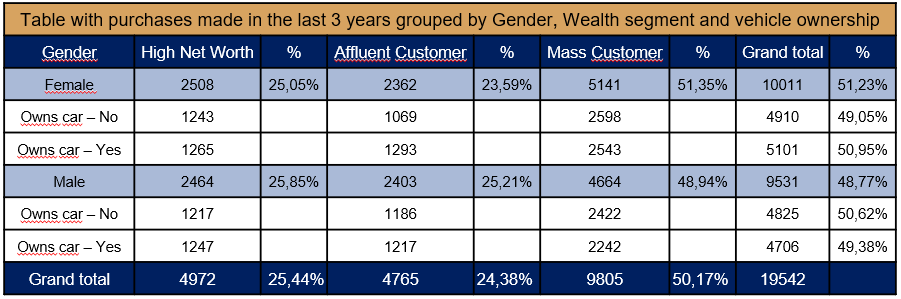 Table with purchases made in the last 3 years grouped by Gender, Wealth segment and vehicle ownership
Gender High Net Worth % Affluent Customer % Mass Customer % Grand total %
Female 2508 25,05% 2362 23,59% 5141 51,35% 10011 51,23%
Owns car – No 1243 1069 2598 4910 49,05%
Owns car – Yes 1265 1293 2543 5101 50,95%
Male 2464 25,85% 2403 25,21% 4664 48,94% 9531 48,77%
Owns car – No 1217 1186 2422 4825 50,62%
Owns car – Yes 1247 1217 2242 4706 49,38%
Grand total 4972 25,44% 4765 24,38% 9805 50,17% 19542